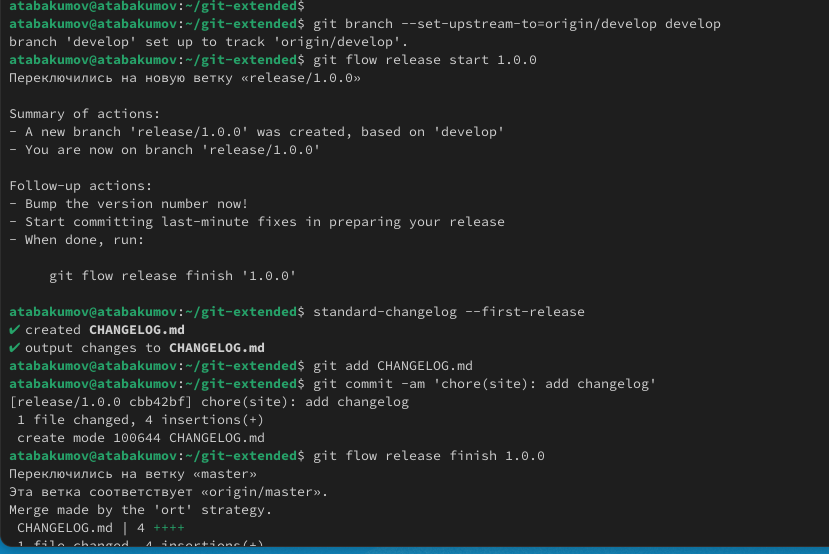 atabakumov@atabakumov:~/git-extended$
atabakumov@atabakumov:~/git-extended$ git branch --set-upstream-to=origin/develop develop
branch 'develop' set up to track 'origin/develop'.
atabakumov@atabakumov:~/git-extended$ git flow release start 1.0.0
Переключились на новую ветку «release/1.0.0»
Summary of actions:
- A new branch 'release/1.0.0' was created, based on 'develop'
- You are now on branch 'release/1.0.0'
Follow-up actions:
- Bump the version number now!
- Start committing last-minute fixes in preparing your release
- When done, run:
git flow release finish '1.0.0'
atabakumov@atabakumov:~/git-extended$ standard-changelog --first-release
✔ created CHANGELOG.md
✔ output changes to CHANGELOG.md
atabakumov@atabakumov:~/git-extended$ git add CHANGELOG.md
atabakumov@atabakumov:~/git-extended$ git commit -am 'chore(site): add changelog'
[release/1.0.0 cbb42bf] chore(site): add changelog
1 file changed, 4 insertions(+)
create mode 100644 CHANGELOG.md
atabakumov@atabakumov:~/git-extended$ git flow release finish 1.0.0
Переключились на ветку «master»
Эта ветка соответствует «origin/master».
Merge made by the 'ort' strategy.
CHANGELOG.md | 4 ++++
1 file changed, 4 insertions(+)